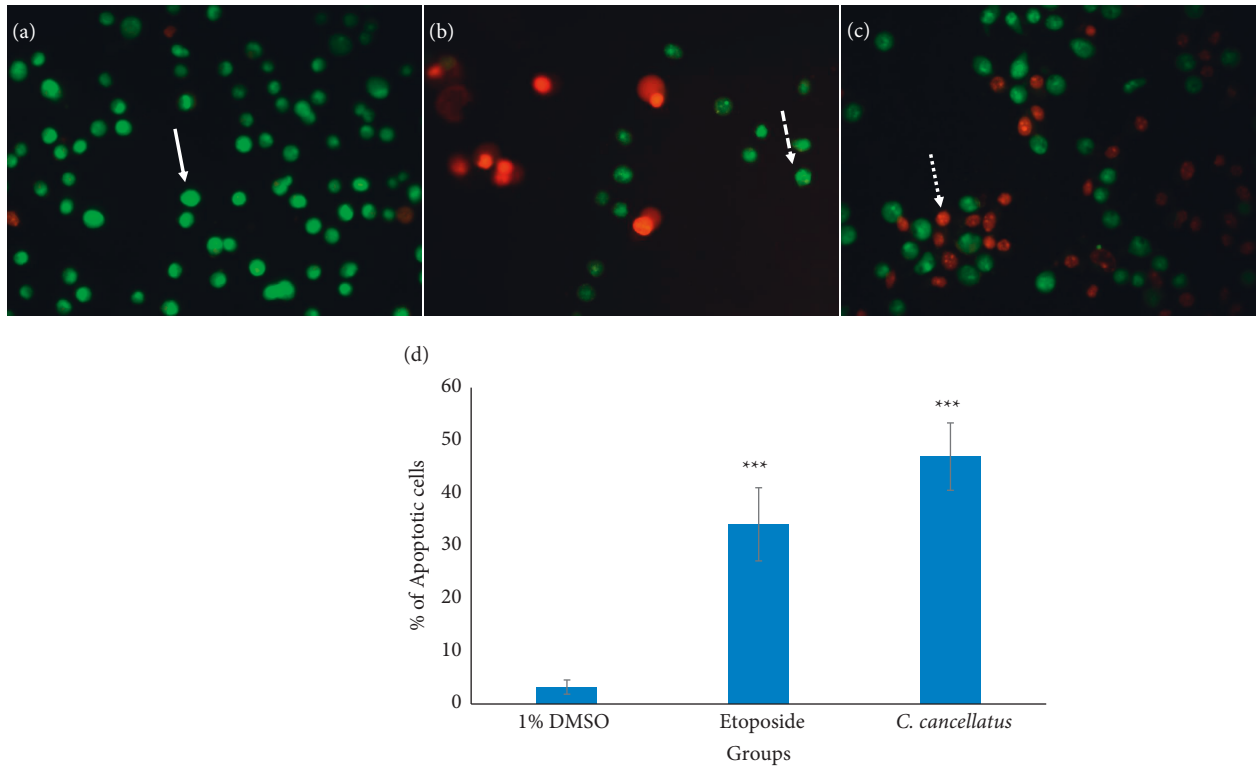 (a)
(b)
(c)
(d)
60
50
40
30
20
10
0
% of Apoptotic cells
***
***
1% DMSO
Etoposide
C. cancellatus
Groups